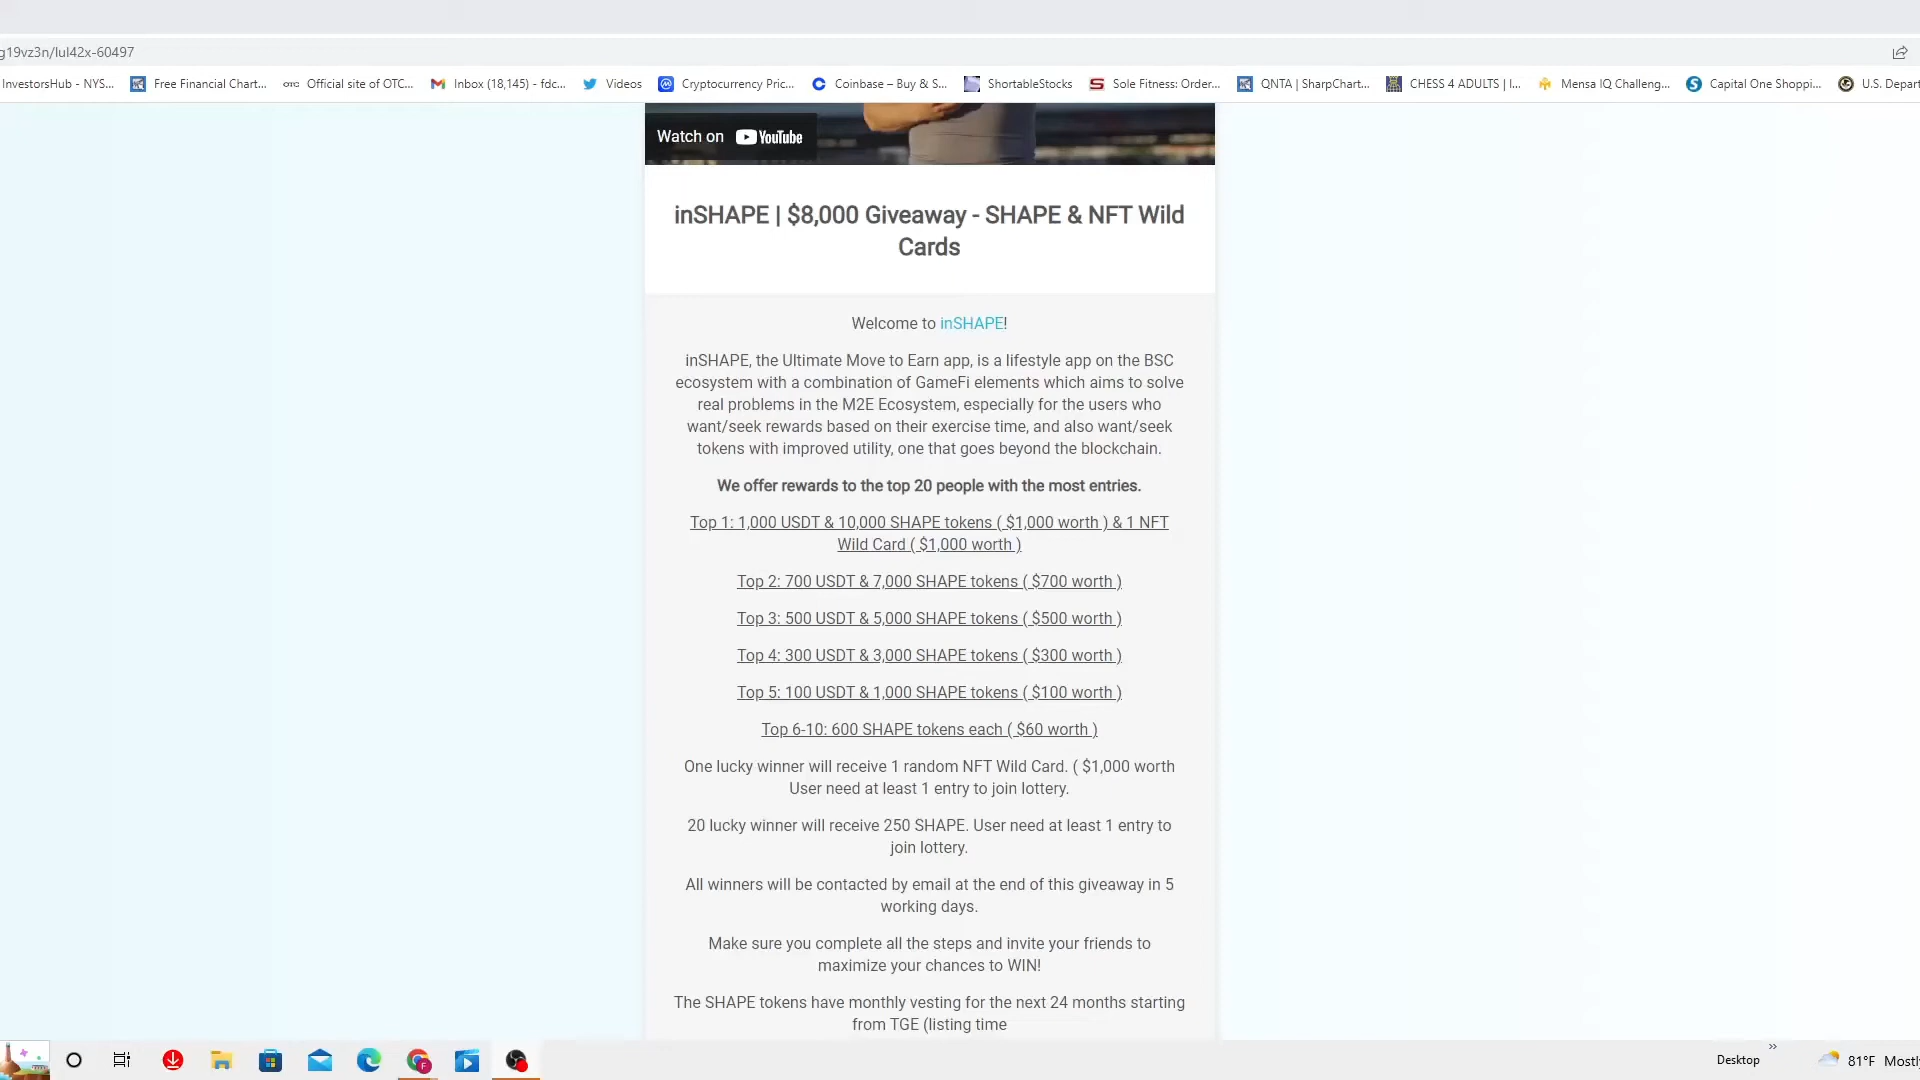 g19vz3n/lul42x-60497
InvestorsHub - NYS... Free Financial Chart... OTC Official site of OTC... Inbox (18,145) - fdc... Videos Cryptocurrency Pric... Coinbase – Buy & S... ShortableStocks Sole Fitness: Order... QNTA | SharpChart... CHESS 4 ADULTS | I... Mensa IQ Challeng... Capital One Shoppi... U.S. Depart
Watch on YouTube
inSHAPE | $8,000 Giveaway - SHAPE & NFT Wild
Cards
Welcome to inSHAPE!
inSHAPE, the Ultimate Move to Earn app, is a lifestyle app on the BSC
ecosystem with a combination of GameFi elements which aims to solve
real problems in the M2E Ecosystem, especially for the users who
want/seek rewards based on their exercise time, and also want/seek
tokens with improved utility, one that goes beyond the blockchain.
We offer rewards to the top 20 people with the most entries.
Top 1: 1,000 USDT & 10,000 SHAPE tokens ( $1,000 worth ) & 1 NFT
Wild Card ( $1,000 worth )
Top 2: 700 USDT & 7,000 SHAPE tokens ( $700 worth )
Top 3: 500 USDT & 5,000 SHAPE tokens ( $500 worth )
Top 4: 300 USDT & 3,000 SHAPE tokens ( $300 worth )
Top 5: 100 USDT & 1,000 SHAPE tokens ( $100 worth )
Top 6-10: 600 SHAPE tokens each ( $60 worth )
One lucky winner will receive 1 random NFT Wild Card. ( $1,000 worth
User need at least 1 entry to join lottery.
20 lucky winner will receive 250 SHAPE. User need at least 1 entry to
join lottery.
All winners will be contacted by email at the end of this giveaway in 5
working days.
Make sure you complete all the steps and invite your friends to
maximize your chances to WIN!
The SHAPE tokens have monthly vesting for the next 24 months starting
from TGE (listing time
Desktop » 81°F Mostly